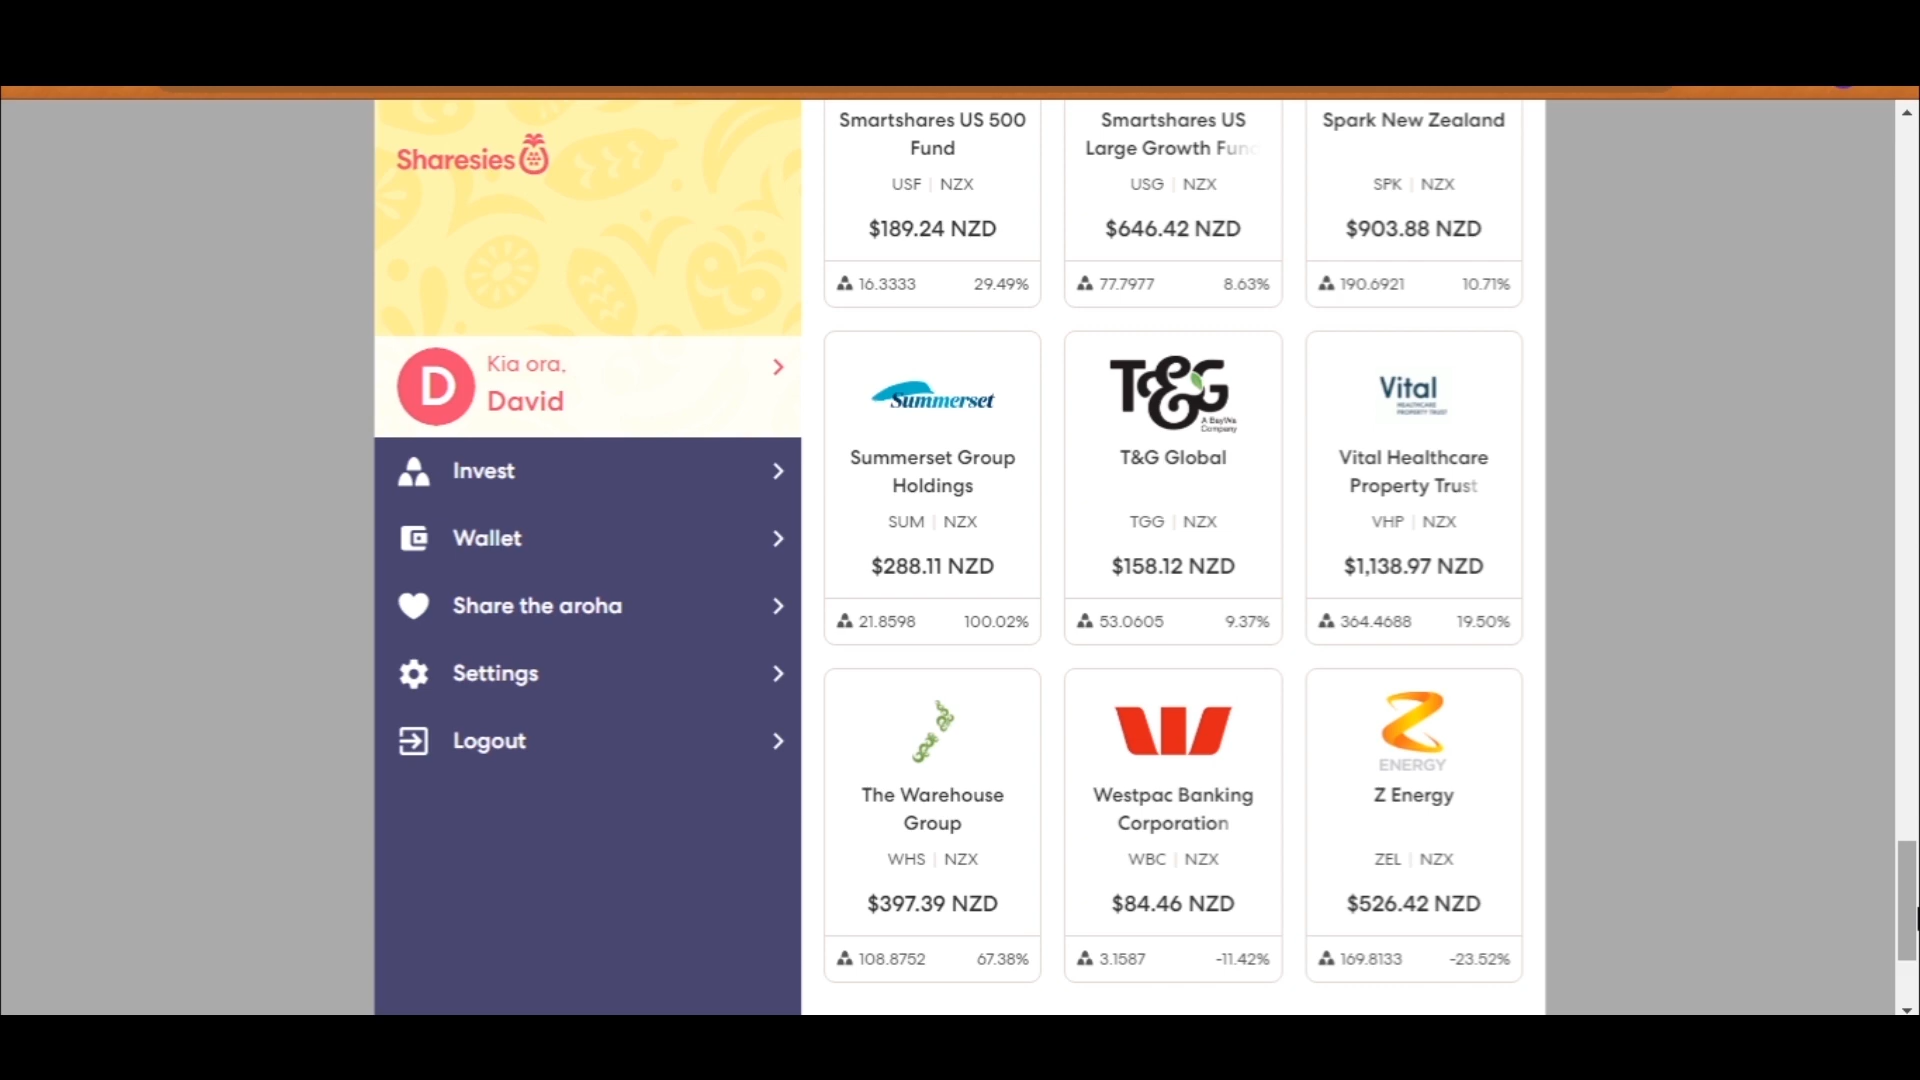 Sharesies
Kia ora,
David
Invest
Wallet
Share the aroha
Settings
Logout
Smartshares US 500
Fund
USF | NZX
$189.24 NZD
16.3333 29.49%
Smartshares US
Large Growth Fund
USG | NZX
$646.42 NZD
77.7977 8.63%
Spark New Zealand
SPK | NZX
$903.88 NZD
190.6921 10.71%
Summerset
Summerset Group
Holdings
SUM | NZX
$288.11 NZD
21.8598 100.02%
T&G
A BayWa
Company
T&G Global
TGG | NZX
$158.12 NZD
53.0605 9.37%
Vital
HEALTHCARE
PROPERTY TRUST
Vital Healthcare
Property Trust
VHP | NZX
$1,138.97 NZD
364.4688 19.50%
The Warehouse
Group
WHS | NZX
$397.39 NZD
108.8752 67.38%
Westpac Banking
Corporation
WBC | NZX
$84.46 NZD
3.1587 -11.42%
Z
ENERGY
Z Energy
ZEL | NZX
$526.42 NZD
169.8133 -23.52%